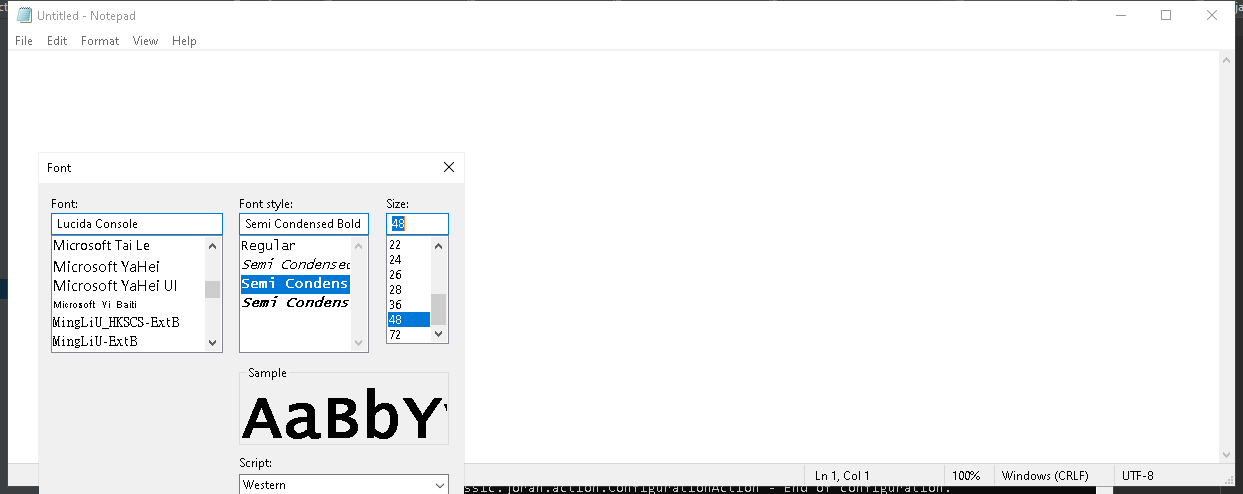 Untitled - Notepad
File Edit Format View Help
Font
Font: Font style: Size:
Lucida Console Semi Condensed Bold 48
Microsoft Tai Le
Microsoft YaHei
Microsoft YaHei UI
Microsoft Yi Baiti
MingLiU_HKSCS-ExtB
MingLiU-ExtB
Regular
Semi Condensed
Semi Condens
Semi Condens
22
24
26
28
36
48
72
Sample
AaBbY
Script:
Western
Ln 1, Col 1 100% Windows (CRLF) UTF-8
ssic.joran.action.ConfigurationAction - End of configuration.